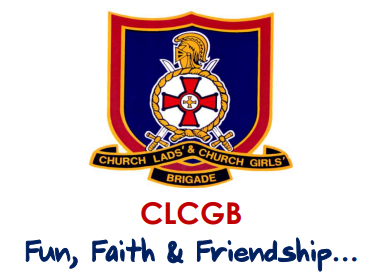 CHURCH LADS' & CHURCH GIRLS'
BRIGADE
CLCGB
Fun, Faith & Friendship...